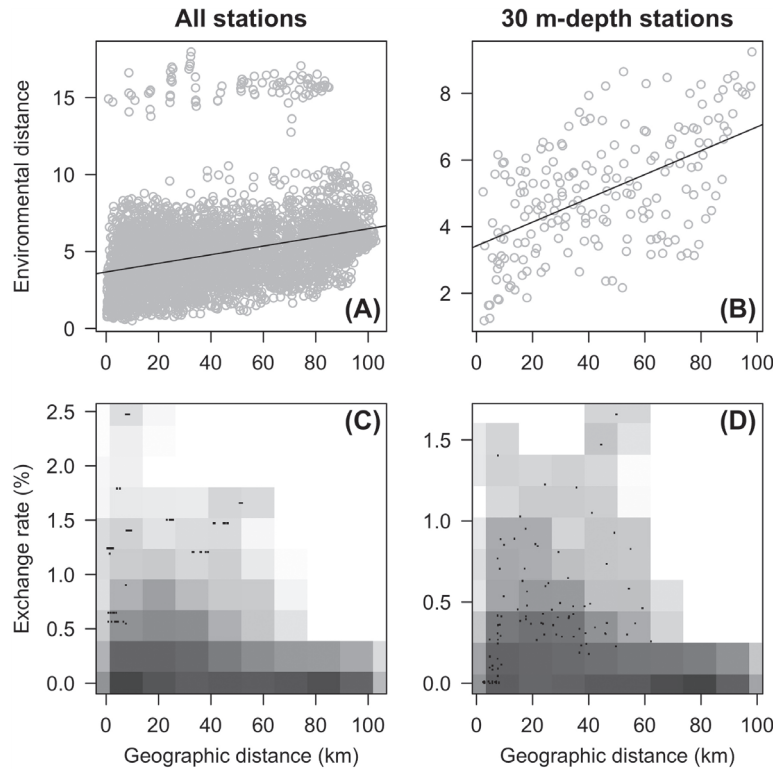 All stations
30 m-depth stations
Environmental distance
15
10
5
0
0 20 40 60 80 100
(A)
8
6
4
2
0 20 40 60 80 100
(B)
Exchange rate (%)
2.5
2.0
1.5
1.0
0.5
0.0
0 20 40 60 80 100
(C)
Geographic distance (km)
1.5
1.0
0.5
0.0
0 20 40 60 80 100
(D)
Geographic distance (km)